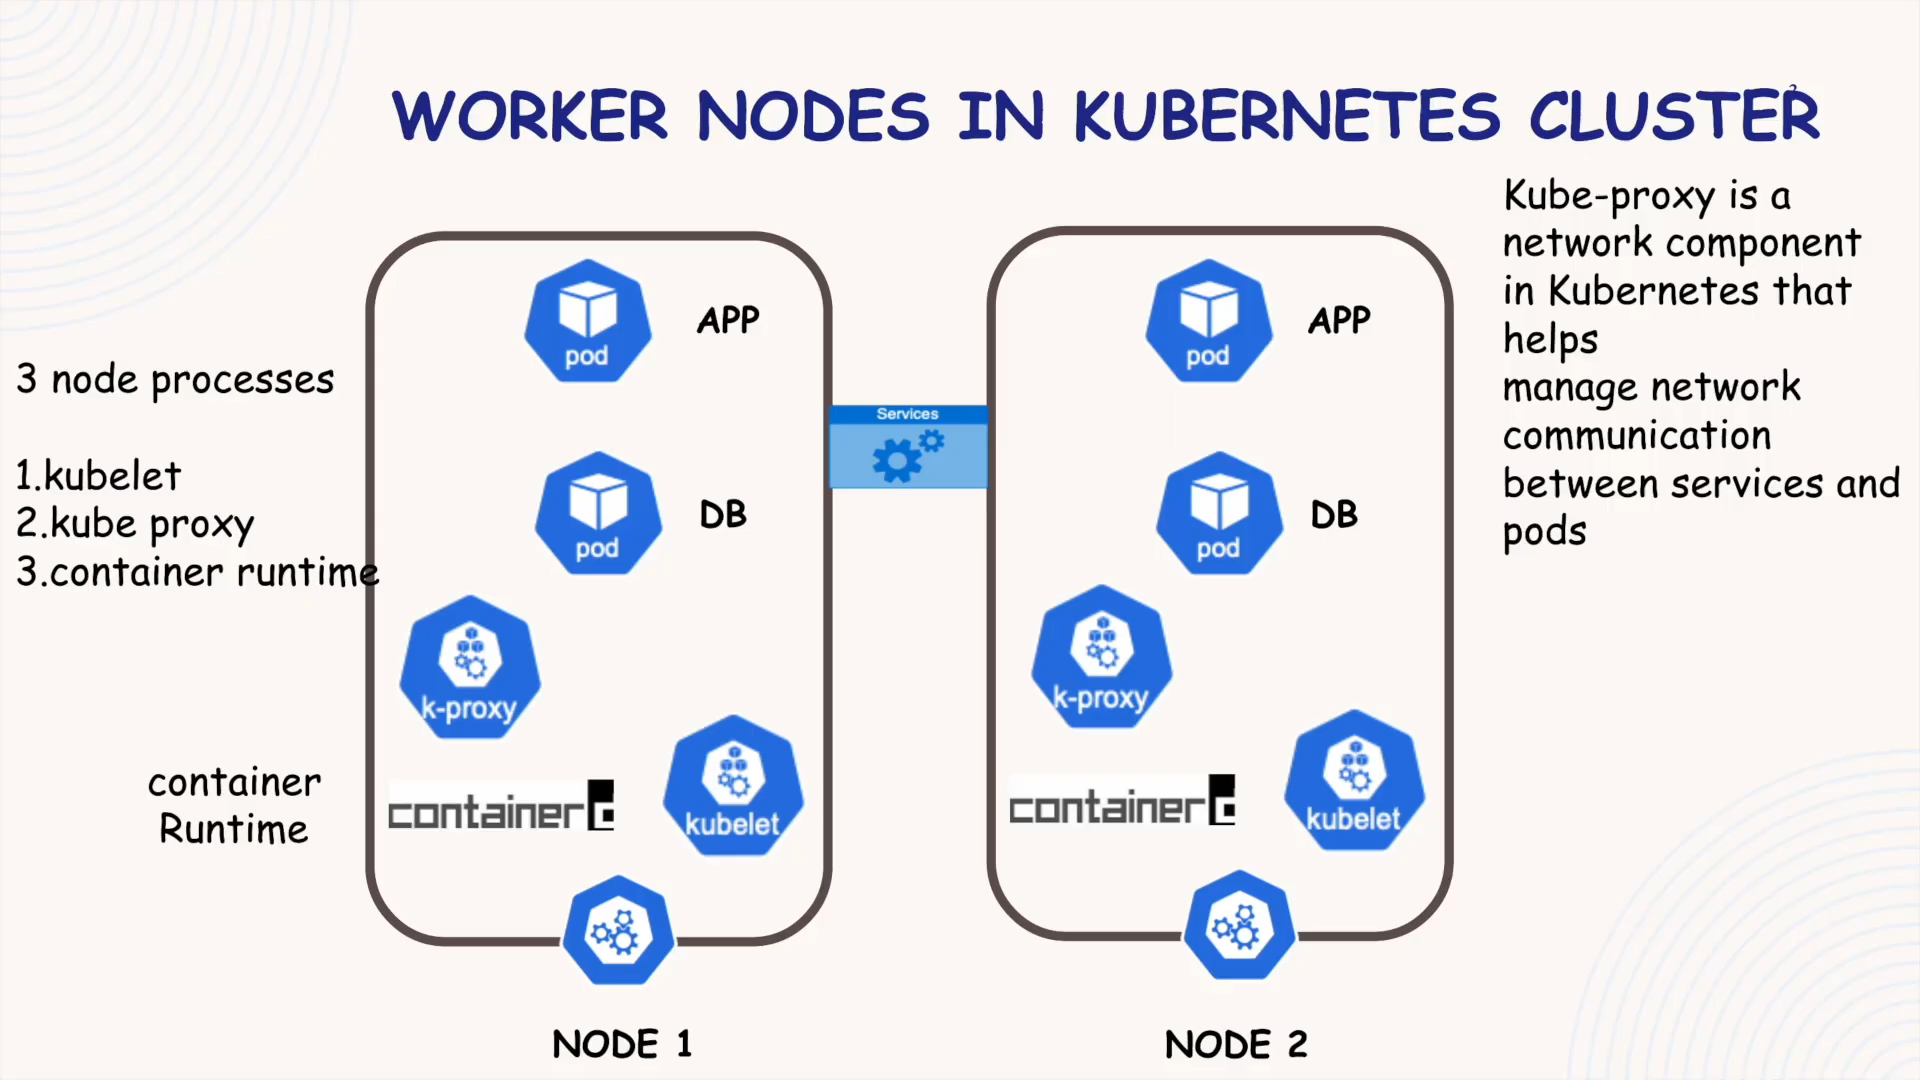 WORKER NODES IN KUBERNETES CLUSTER
3 node processes
1.kubelet
2.kube proxy
3.container runtime
container
Runtime
pod
APP
pod
DB
k-proxy
container
kubelet
NODE 1
Services
pod
APP
pod
DB
k-proxy
container
kubelet
NODE 2
Kube-proxy is a
network component
in Kubernetes that
helps
manage network
communication
between services and
pods